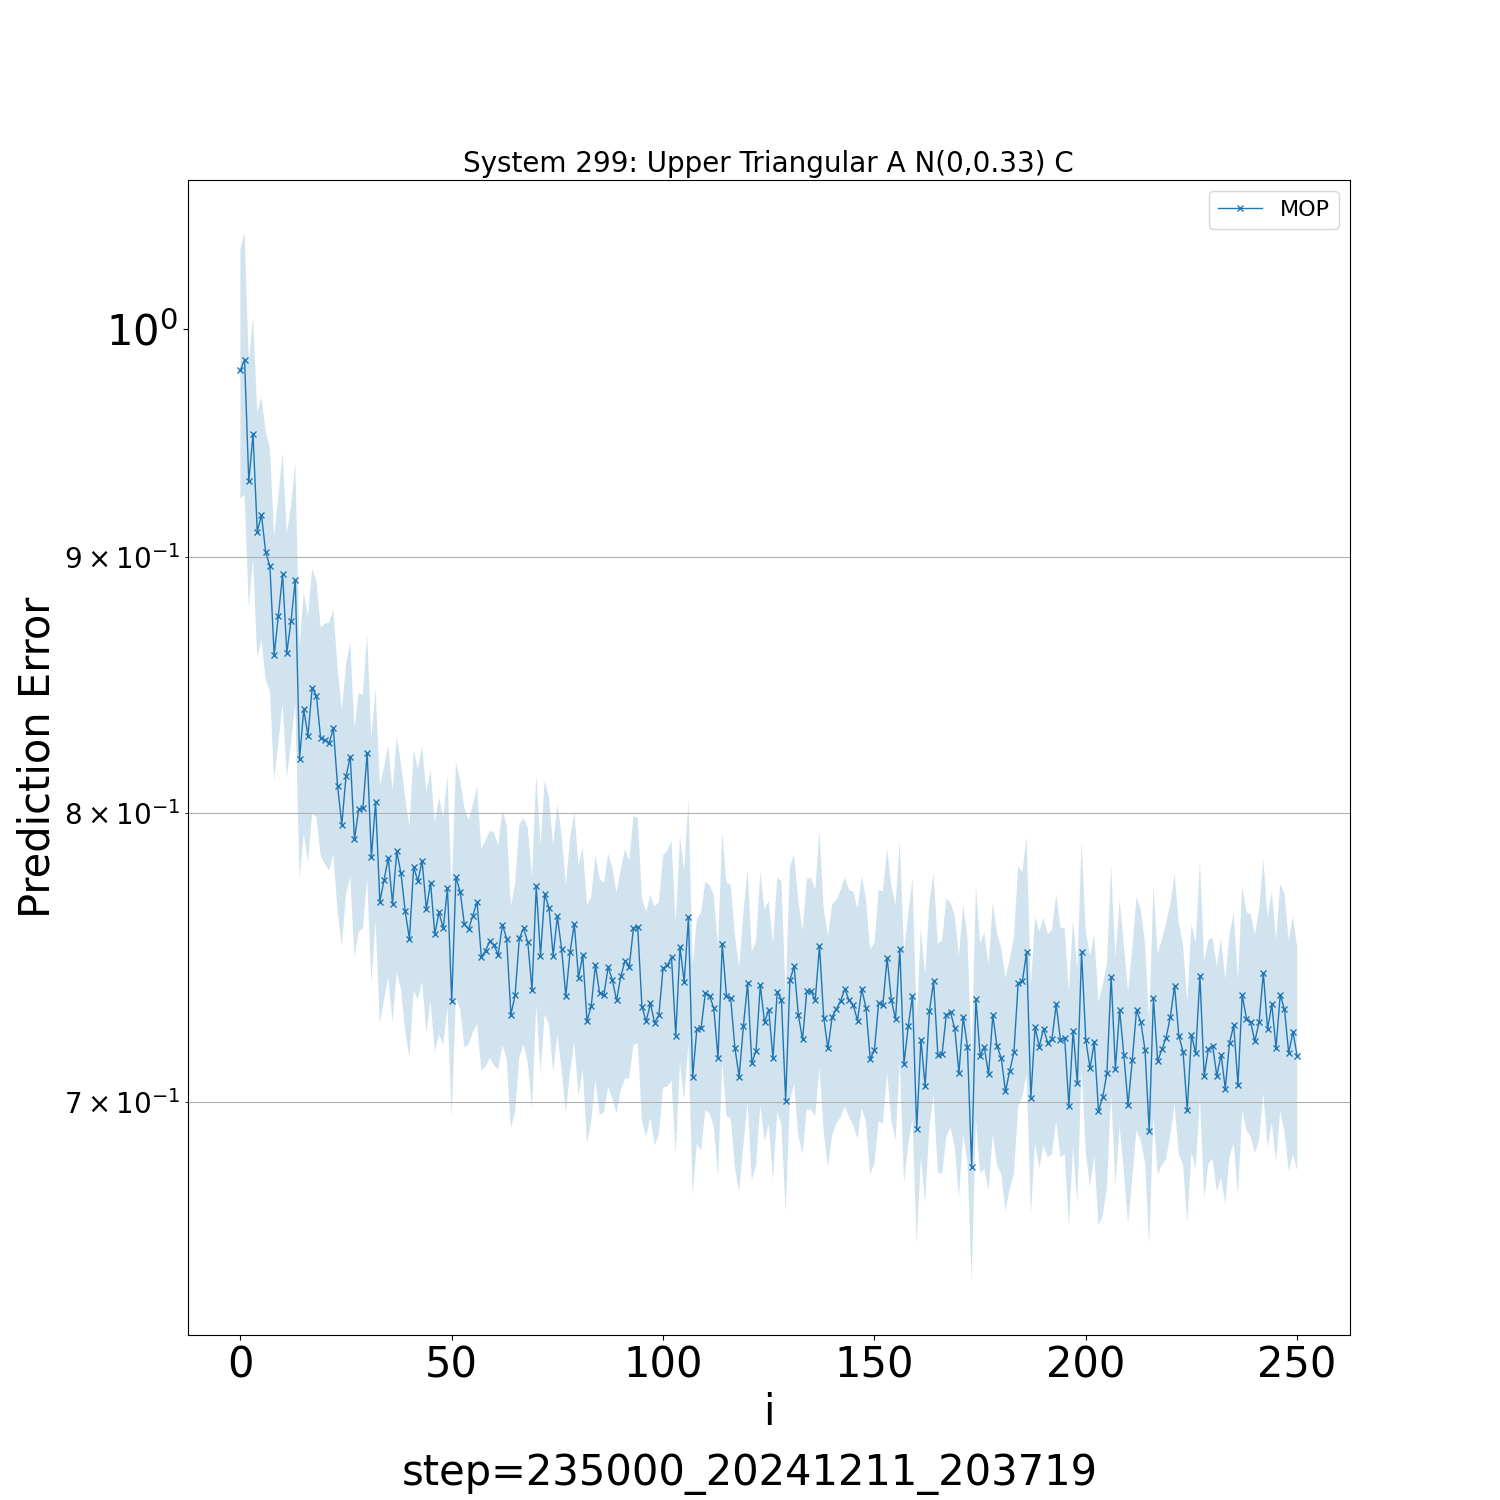 System 299: Upper Triangular A N(0,0.33) C
MOP
10⁰
9 × 10⁻¹
8 × 10⁻¹
7 × 10⁻¹
Prediction Error
0 50 100 150 200 250
i
step=235000_20241211_203719